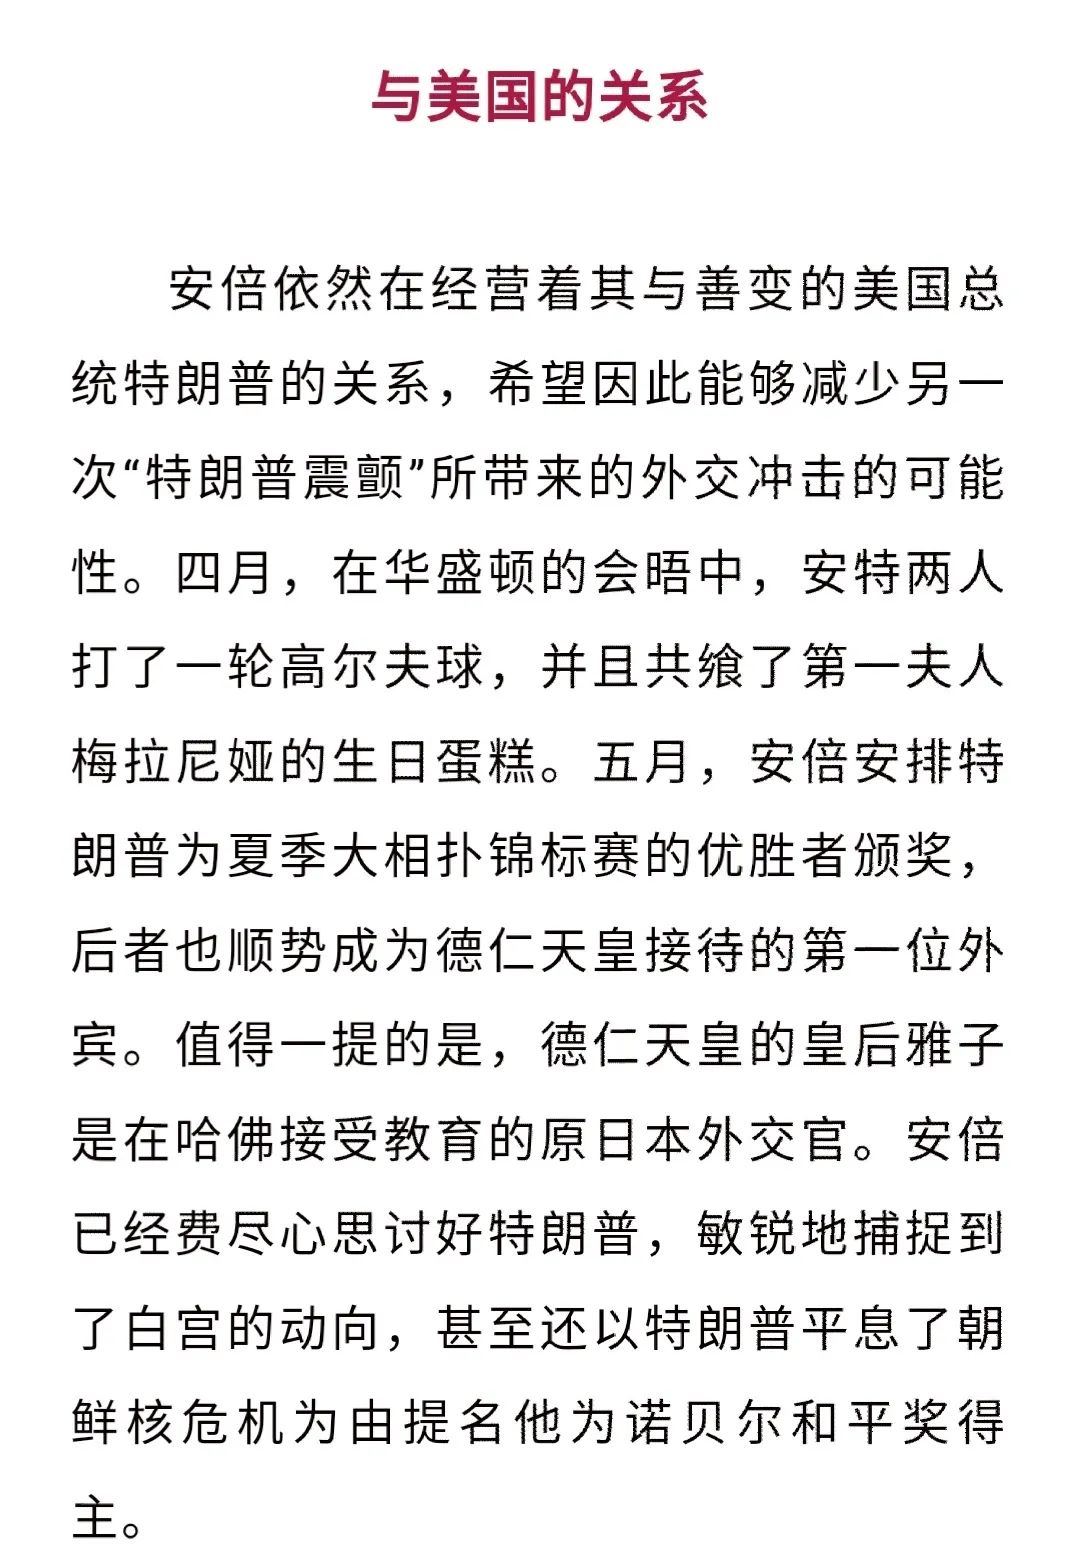 与美国的关系
安倍依然在经营着其与善变的美国总
统特朗普的关系，希望因此能够减少另一
次“特朗普震颤”所带来的外交冲击的可能
性。四月，在华盛顿的会晤中，安特两人
打了一轮高尔夫球，并且共飨了第一夫人
梅拉尼娅的生日蛋糕。五月，安倍安排特
朗普为夏季大相扑锦标赛的优胜者颁奖，
后者也顺势成为德仁天皇接待的第一位外
宾。值得一提的是，德仁天皇的皇后雅子
是在哈佛接受教育的原日本外交官。安倍
已经费尽心思讨好特朗普，敏锐地捕捉到
了白宫的动向，甚至还以特朗普平息了朝
鲜核危机为由提名他为诺贝尔和平奖得
主。